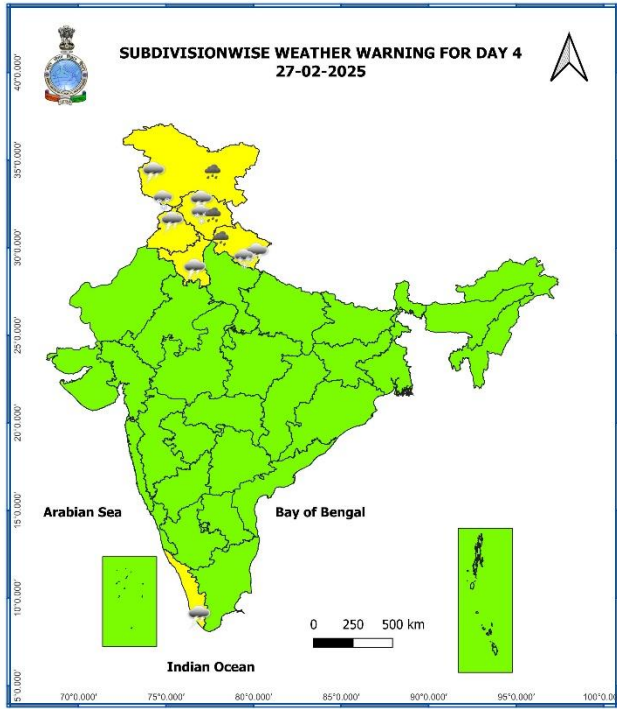 SUBDIVISIONWISE WEATHER WARNING FOR DAY 4
27-02-2025
40°0.000'
35°0.000'
30°0.000'
25°0.000'
20°0.000'
15°0.000'
10°0.000'
5°0.000'
Arabian Sea
Bay of Bengal
0 250 500 km
Indian Ocean
70°0.000' 75°0.000' 80°0.000' 85°0.000' 90°0.000' 95°0.000' 100°0.000'